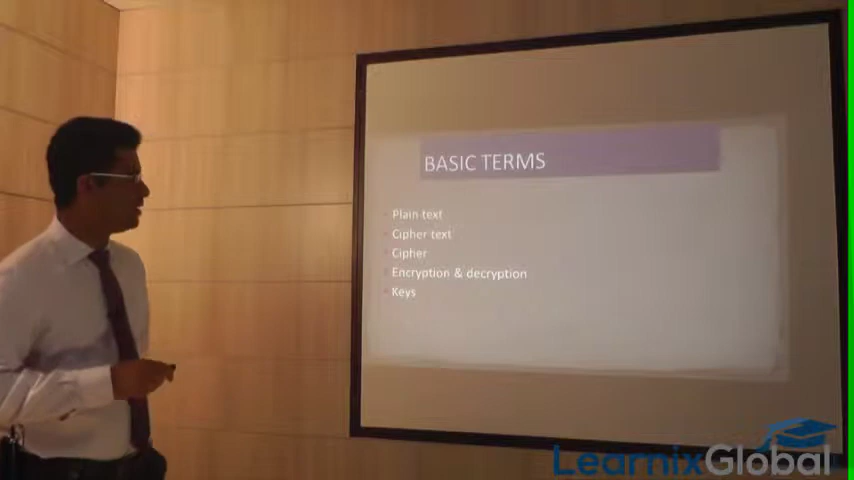 BASIC TERMS
Plain text
Cipher text
Cipher
Encryption & decryption
Keys
LearnixGlobal